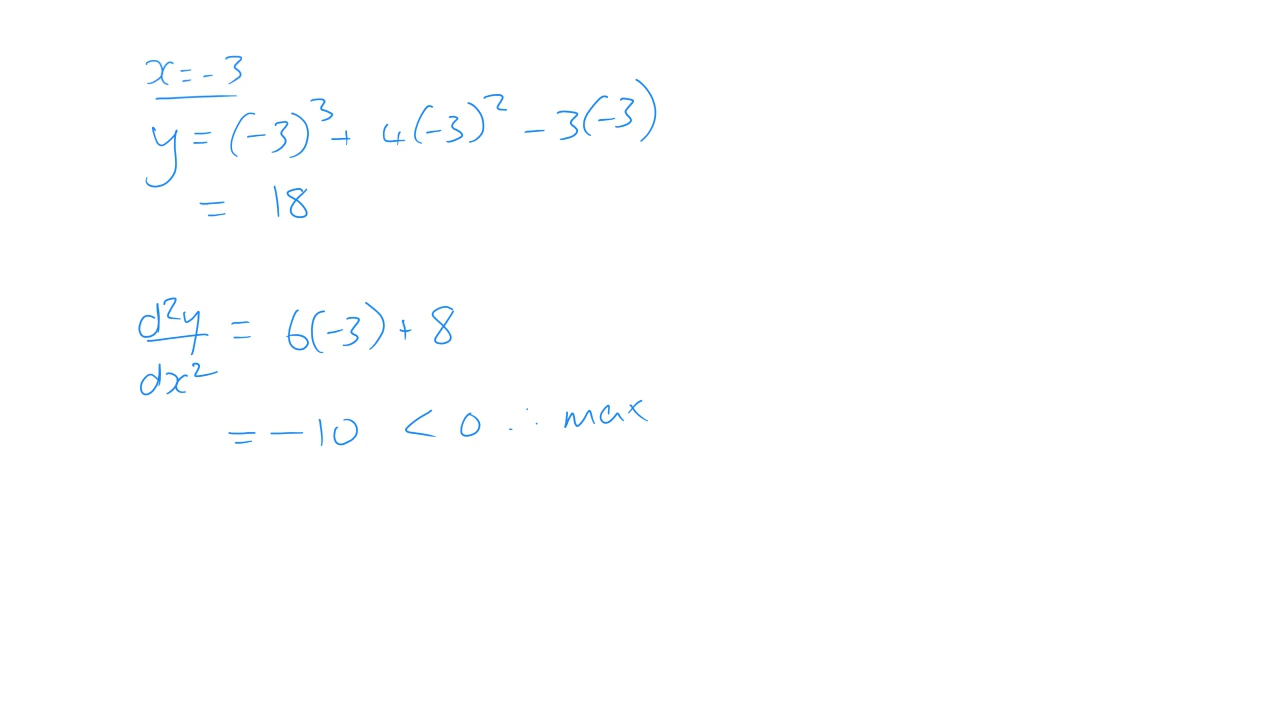 x = -3
y = (-3)³ + 4(-3)² - 3(-3)
= 18
d²y/dx² = 6(-3) + 8
= -10 < 0 ∴ max